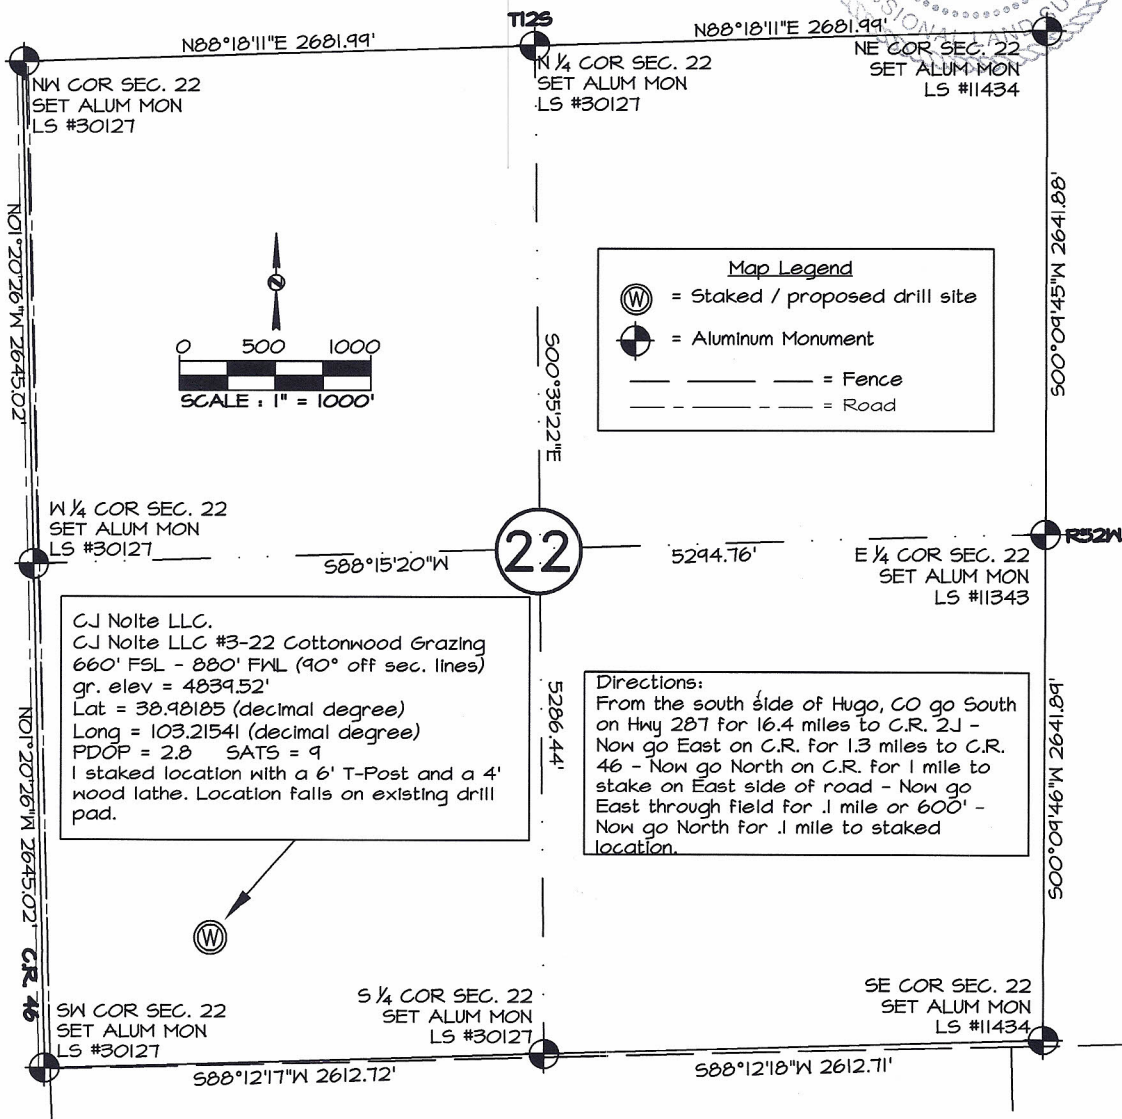 SIONAL LAND SU
T12S
N88°18'11"E 2681.99'
N88°18'11"E 2681.99'
NW COR SEC. 22
SET ALUM MON
LS #30127
N 1/4 COR SEC. 22
SET ALUM MON
LS #30127
NE COR SEC. 22
SET ALUM MON
LS #11434
N01°20'26"W 2645.02'
S00°09'45"W 2641.88'
N
0 500 1000
SCALE : 1" = 1000'
S00°35'22"E
Map Legend
W = Staked / proposed drill site
= Aluminum Monument
= Fence
= Road
W 1/4 COR SEC. 22
SET ALUM MON
LS #30127
S88°15'20"W
22
5294.76'
R52W
E 1/4 COR SEC. 22
SET ALUM MON
LS #11343
CJ Nolte LLC.
CJ Nolte LLC #3-22 Cottonwood Grazing
660' FSL - 880' FWL (90° off sec. lines)
gr. elev = 4839.52'
Lat = 38.98185 (decimal degree)
Long = 103.21541 (decimal degree)
PDOP = 2.8 SATS = 9
I staked location with a 6' T-Post and a 4'
wood lathe. Location falls on existing drill
pad.
5286.44'
Directions:
From the south side of Hugo, CO go South
on Hwy 287 for 16.4 miles to C.R. 2J -
Now go East on C.R. for 1.3 miles to C.R.
46 - Now go North on C.R. for 1 mile to
stake on East side of road - Now go
East through field for .1 mile or 600' -
Now go North for .1 mile to staked
location.
N01°20'26"W 2645.02'
S00°09'46"W 2641.89'
W
C.R. 46
SW COR SEC. 22
SET ALUM MON
LS #30127
S 1/4 COR SEC. 22
SET ALUM MON
LS #30127
SE COR SEC. 22
SET ALUM MON
LS #11434
S88°12'17"W 2612.72'
S88°12'18"W 2612.71'